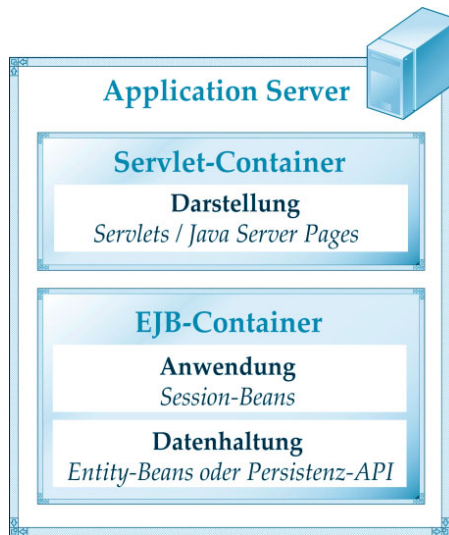 Application Server
Servlet-Container
Darstellung
Servlets / Java Server Pages
EJB-Container
Anwendung
Session-Beans
Datenhaltung
Entity-Beans oder Persistenz-API